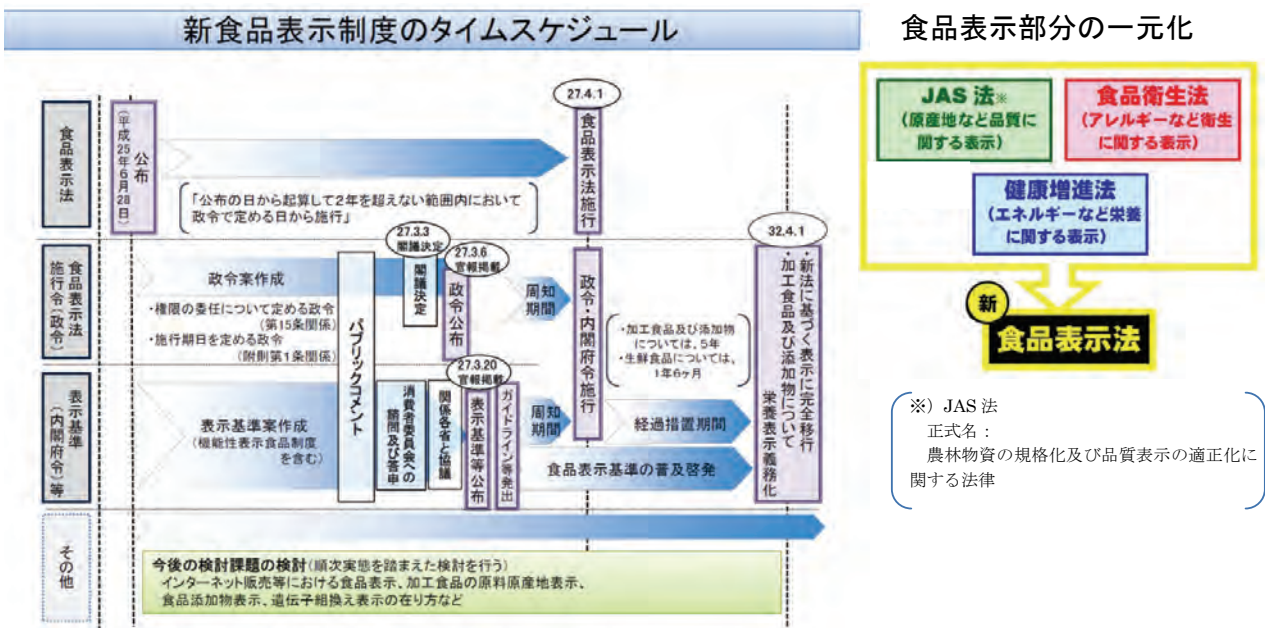 新食品表示制度のタイムスケジュール
食品表示法
公布
(平成25年6月28日)
27.4.1
食品表示法施行
「公布の日から起算して2年を超えない範囲内において
政令で定める日から施行」
食品表示法
施行令(政令)
政令案作成
・権限の委任について定める政令
(第15条関係)
・施行期日を定める政令
(附則第1条関係)
パブリックコメント
27.3.3
閣議決定
閣議決定
27.3.6
官報掲載
政令公布
周知
期間
政令・内閣府令施行
・加工食品及び添加物
については、5年
・生鮮食品については、
1年6ヶ月
32.4.1
・新法に基づく表示に完全移行
・加工食品及び添加物について
栄養表示義務化
表示基準
(内閣府令)等
表示基準案作成
(機能性表示食品制度
を含む)
消費者委員会への
諮問及び答申
関係各省と協議
27.3.20
官報掲載
表示基準等公布
ガイドライン等発出
周知
期間
経過措置期間
食品表示基準の普及啓発
その他
今後の検討課題の検討(順次実態を踏まえた検討を行う)
インターネット販売等における食品表示、加工食品の原料原産地表示、
食品添加物表示、遺伝子組換え表示の在り方など
食品表示部分の一元化
JAS法※
(原産地など品質に
関する表示)
食品衛生法
(アレルギーなど衛生
に関する表示)
健康増進法
(エネルギーなど栄養
に関する表示)
新
食品表示法
※)JAS法
正式名:
農林物資の規格化及び品質表示の適正化に
関する法律